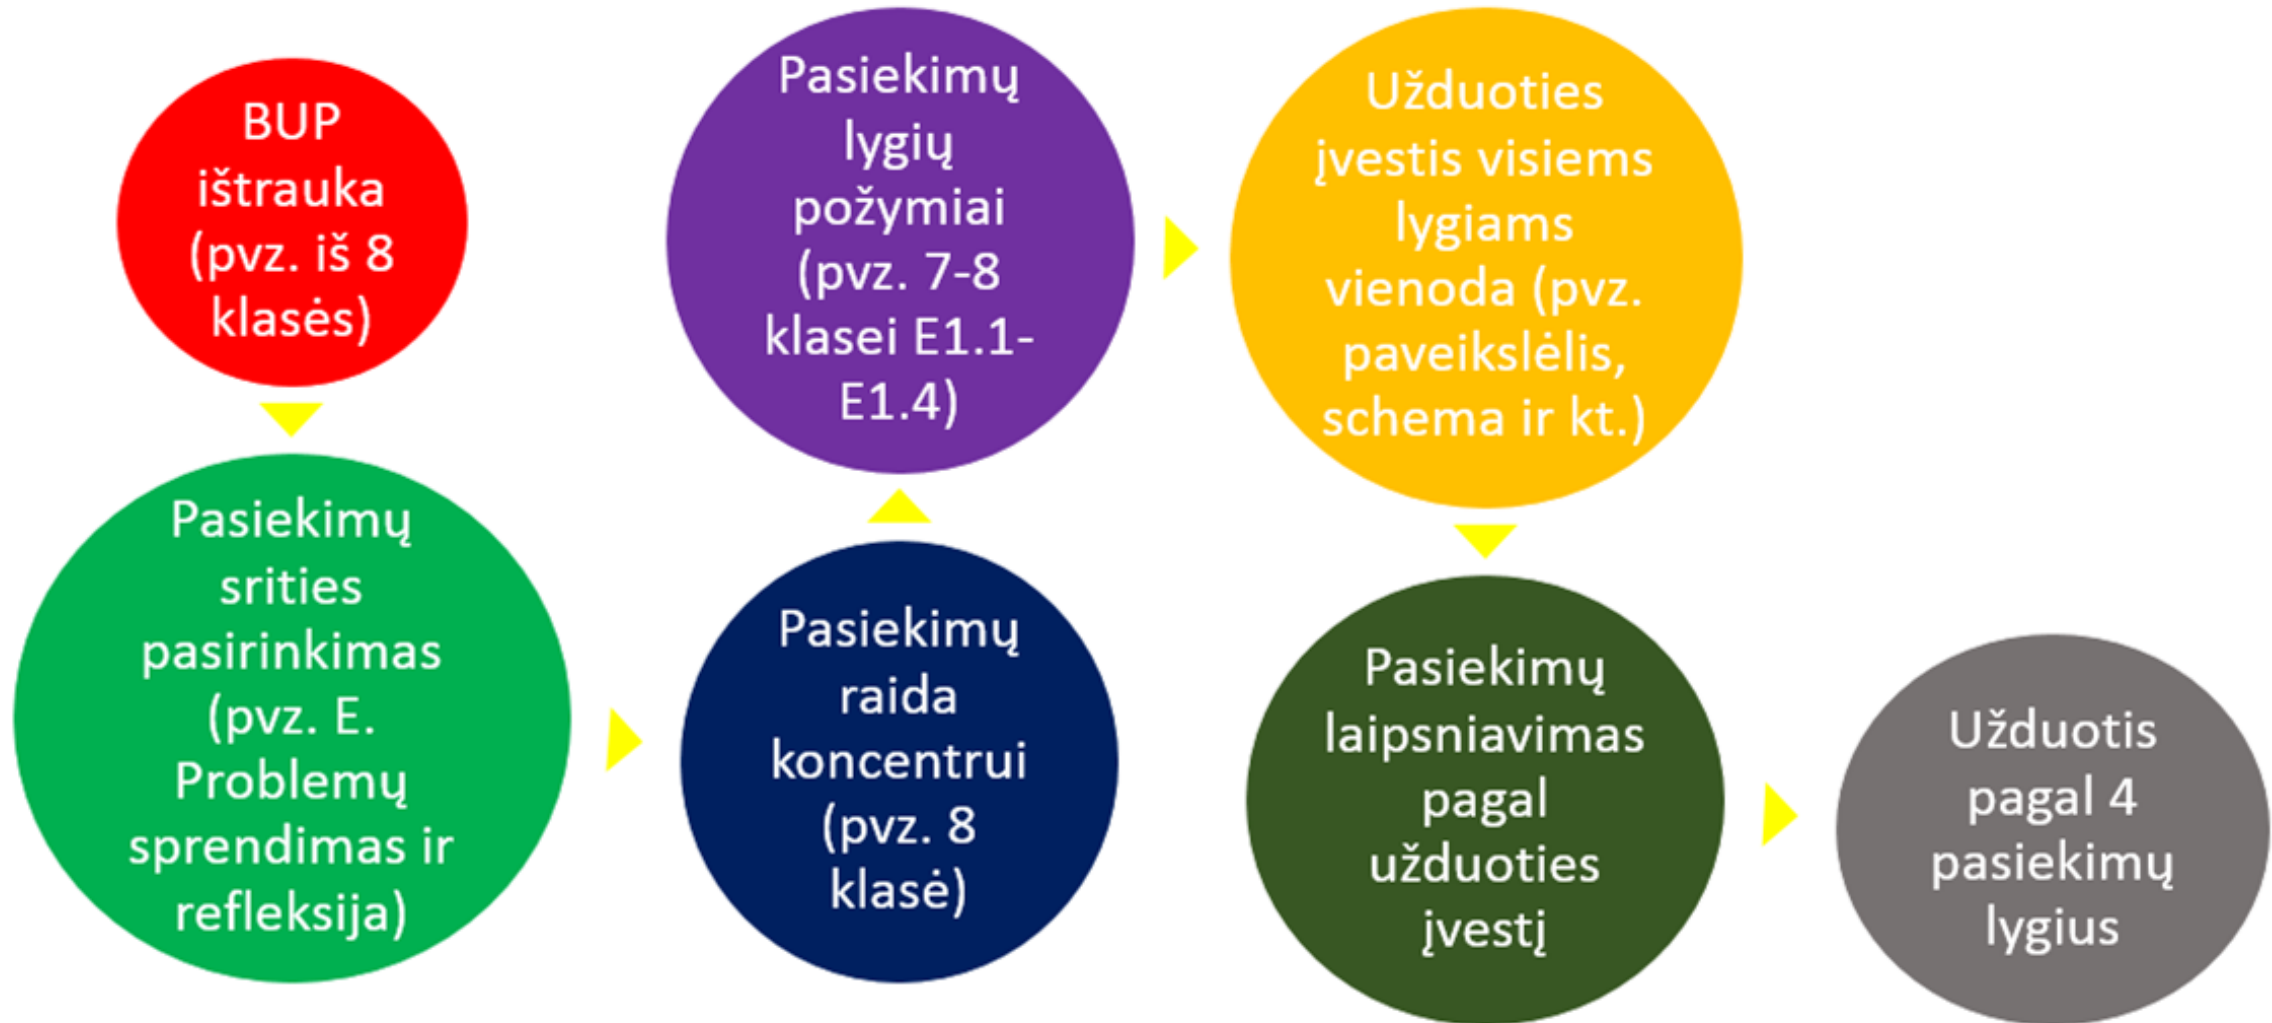 BUP
ištrauka
(pvz. iš 8
klasės)
Pasiekimų
srities
pasirinkimas
(pvz. E.
Problemų
sprendimas ir
refleksija)
Pasiekimų
raida
koncentrui
(pvz. 8
klasė)
Pasiekimų
lygių
požymiai
(pvz. 7-8
klasei E1.1-
E1.4)
Užduoties
įvestis visiems
lygiams
vienoda (pvz.
paveikslėlis,
schema ir kt.)
Pasiekimų
laipsniavimas
pagal
užduoties
įvestį
Užduotis
pagal 4
pasiekimų
lygius